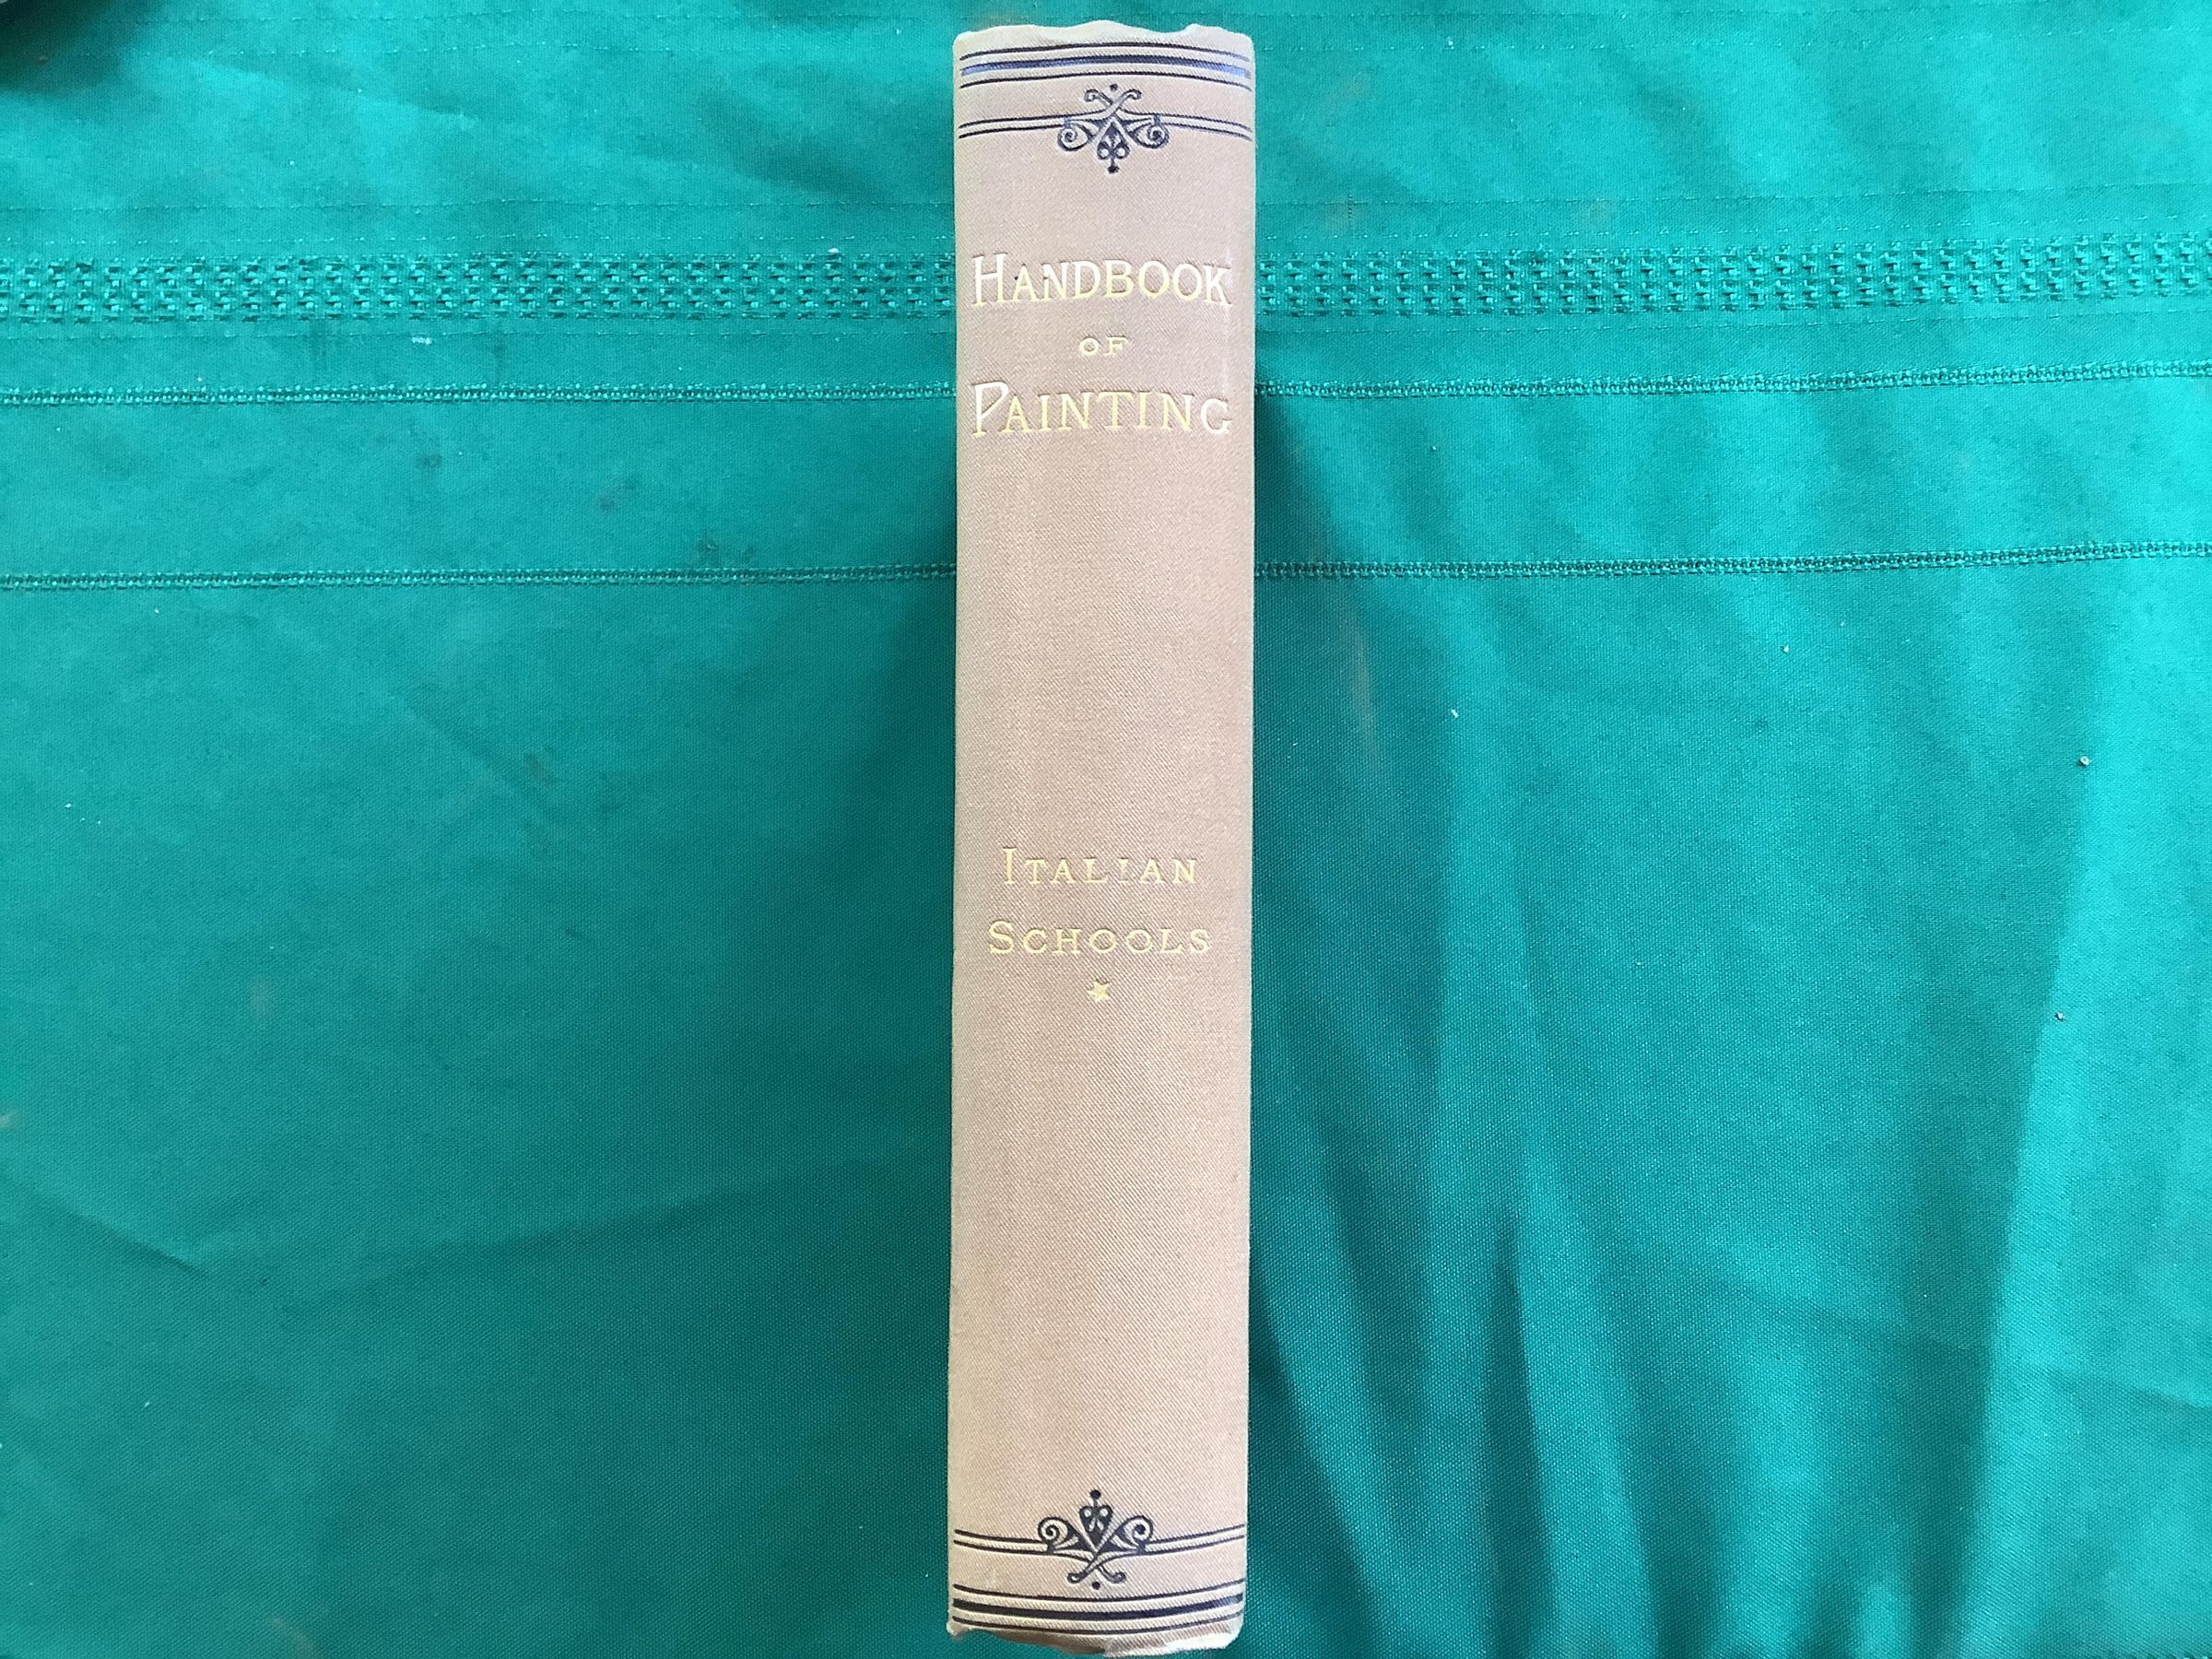 HANDBOOK
OF
PAINTING
ITALIAN
SCHOOLS